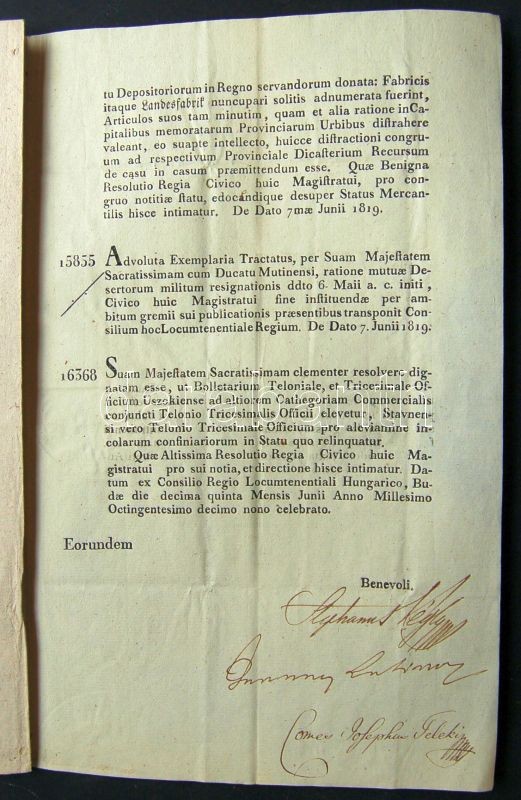 tu Depositoriorum in Regno servandorum donata: Fabricis
itaque Landesfabrik nuncupari solitis adnumerata fuerint,
Articulos suos tam minutim, quam et alia ratione in Ca-
pitalibus memoratarum Provinciarum Urbibus diſtrahere
valeant, eo suapte intellecto, huicce diſtractioni congru-
um ad respectivum Provinciale Dicaſterium Recursum
de casu in casum præmittendum esse. Quæ Benigna
Resolutio Regia Civico huic Magiſtratui, pro con-
gruo notitiæ ſtatu, edocandique desuper Status Mercan-
tilis hisce intimatur. De Dato 7mæ Junii 1819.
15855 Advoluta Exemplaria Tractatus, per Suam Majeſtatem
Sacratissimam cum Ducatu Mutinensi, ratione mutuæ De-
sertorum militum resignationis ddto 6. Maii a. c. initi,
Civico huic Magiſtratui fine inſtituendæ per am-
bitum gremii sui publicationis præsentibus transponit Con-
silium hoc Locumtenentiale Regium. De Dato 7. Junii 1819.
16368 Suam Majeſtatem Sacratissimam clementer resolvere dig-
natam esse, ut Bolletarium Teloniale, et Tricesimale Of-
ficium Uszokiense ad altiorem Cathegoriam Commercialis
conjuncti Telonio Tricesimalis Officii elevetur, Stavnen-
si vero Telonio Tricesimale Officium pro eleviamine in-
colarum confiniariorum in Statu quo relinquatur.
Quæ Altissima Resolutio Regia Civico huic Ma-
giſtratui pro sui notia, et directione hisce intimatur. Da-
tum ex Consilio Regio Locumtenentiali Hungarico, Bu-
dæ die decima quinta Mensis Junii Anno Millesimo
Octingentesimo decimo nono celebrato.
Eorundem
Benevoli.
Stephanus Végh
Comes Josephus Teleki